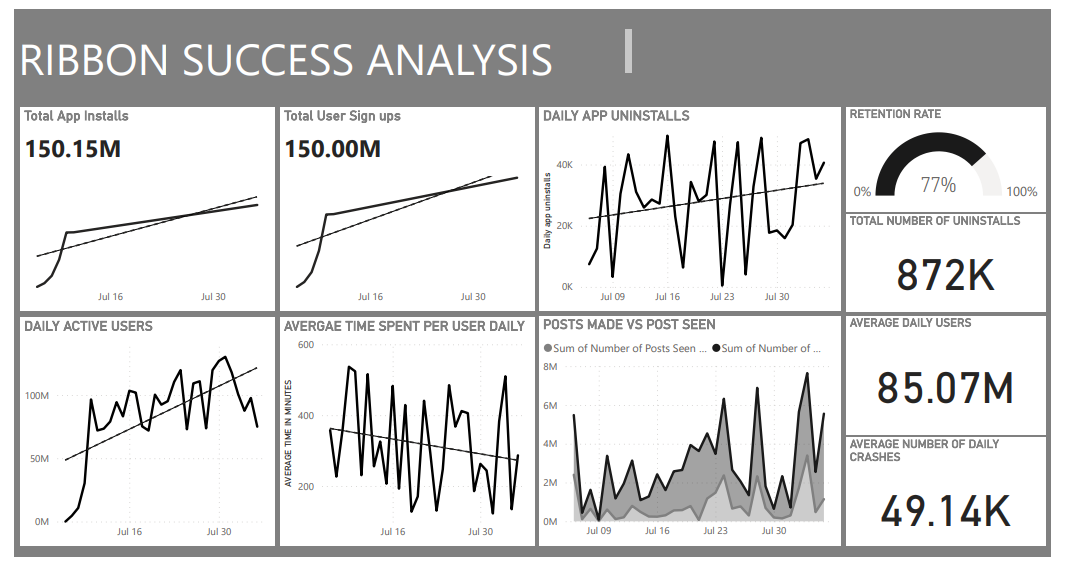 RIBBON SUCCESS ANALYSIS
Total App Installs
150.15M
Jul 16
Jul 30
Total User Sign ups
150.00M
Jul 16
Jul 30
DAILY APP UNINSTALLS
Daily app uninstalls
40K
20K
0K
Jul 09
Jul 16
Jul 23
Jul 30
RETENTION RATE
0%
77%
100%
TOTAL NUMBER OF UNINSTALLS
872K
DAILY ACTIVE USERS
100M
50M
0M
Jul 16
Jul 30
AVERGAE TIME SPENT PER USER DAILY
AVERAGE TIME IN MINUTES
600
400
200
Jul 16
Jul 30
POSTS MADE VS POST SEEN
Sum of Number of Posts Seen ...
Sum of Number of ...
8M
6M
4M
2M
0M
Jul 09
Jul 16
Jul 23
Jul 30
AVERAGE DAILY USERS
85.07M
AVERAGE NUMBER OF DAILY
CRASHES
49.14K